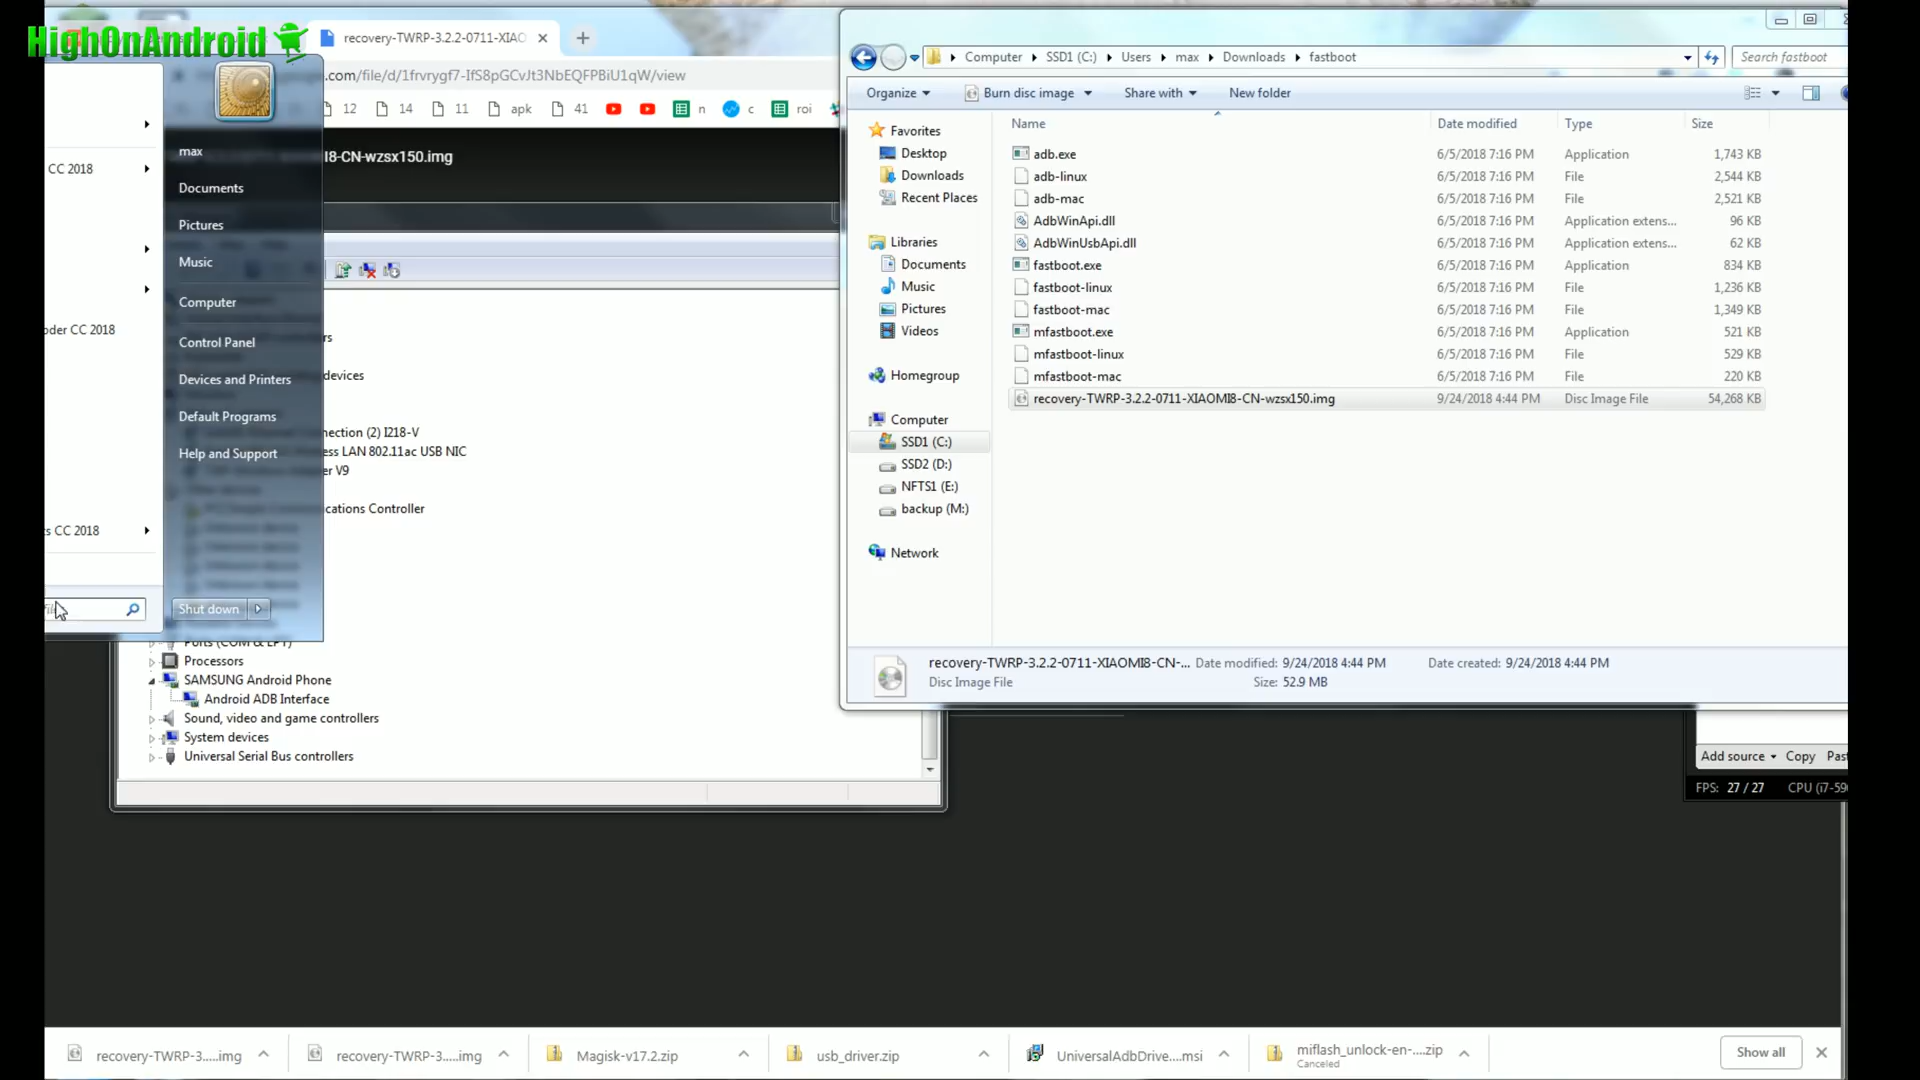 HighOnAndroid
recovery-TWRP-3.2.2-0711-XIAO
.com/file/d/1frvrygf7-IfS8pGCvJt3NbEQFPBiU1qW/view
12
14
11
apk
41
n
c
roi
I8-CN-wzsx150.img
max
Documents
Pictures
Music
Computer
Control Panel
Devices and Printers
Default Programs
Help and Support
Shut down
CC 2018
oder CC 2018
s CC 2018
rs
devices
nection (2) I218-V
ess LAN 802.11ac USB NIC
er V9
cations Controller
Ports (COM & LPT)
Processors
SAMSUNG Android Phone
Android ADB Interface
Sound, video and game controllers
System devices
Universal Serial Bus controllers
Computer
SSD1 (C:)
Users
max
Downloads
fastboot
Search fastboot
Organize
Burn disc image
Share with
New folder
Favorites
Desktop
Downloads
Recent Places
Libraries
Documents
Music
Pictures
Videos
Homegroup
Computer
SSD1 (C:)
SSD2 (D:)
NFTS1 (E:)
backup (M:)
Network
Name Date modified Type Size
adb.exe 6/5/2018 7:16 PM Application 1,743 KB
adb-linux 6/5/2018 7:16 PM File 2,544 KB
adb-mac 6/5/2018 7:16 PM File 2,521 KB
AdbWinApi.dll 6/5/2018 7:16 PM Application extens... 96 KB
AdbWinUsbApi.dll 6/5/2018 7:16 PM Application extens... 62 KB
fastboot.exe 6/5/2018 7:16 PM Application 834 KB
fastboot-linux 6/5/2018 7:16 PM File 1,236 KB
fastboot-mac 6/5/2018 7:16 PM File 1,349 KB
mfastboot.exe 6/5/2018 7:16 PM Application 521 KB
mfastboot-linux 6/5/2018 7:16 PM File 529 KB
mfastboot-mac 6/5/2018 7:16 PM File 220 KB
recovery-TWRP-3.2.2-0711-XIAOMI8-CN-wzsx150.img 9/24/2018 4:44 PM Disc Image File 54,268 KB
recovery-TWRP-3.2.2-0711-XIAOMI8-CN-... Date modified: 9/24/2018 4:44 PM Date created: 9/24/2018 4:44 PM
Disc Image File Size: 52.9 MB
Add source Copy Past
FPS: 27 / 27 CPU (i7-59
recovery-TWRP-3.....img
recovery-TWRP-3.....img
Magisk-v17.2.zip
usb_driver.zip
UniversalAdbDrive....msi
miflash_unlock-en-....zip
Canceled
Show all